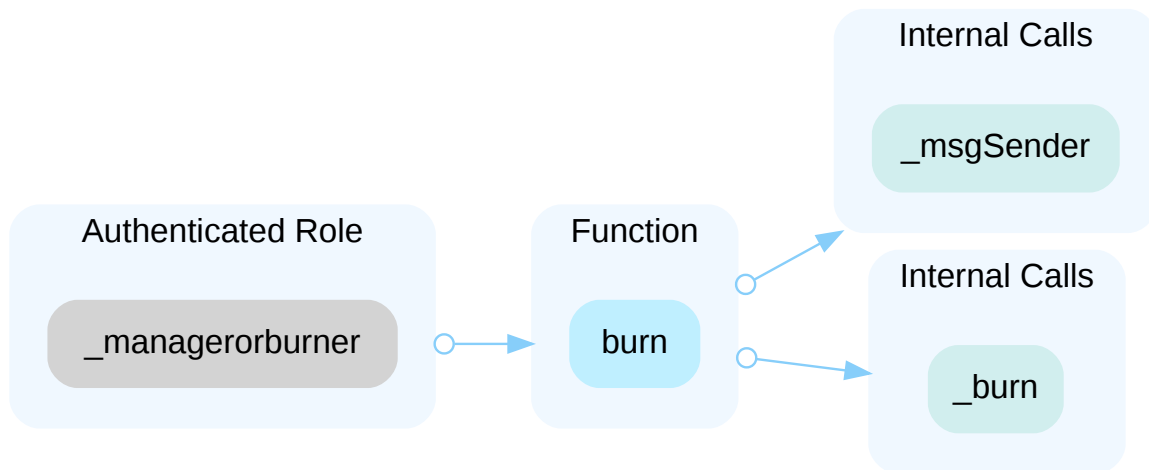 Authenticated Role
_managerorburner
Function
burn
Internal Calls
_msgSender
Internal Calls
_burn